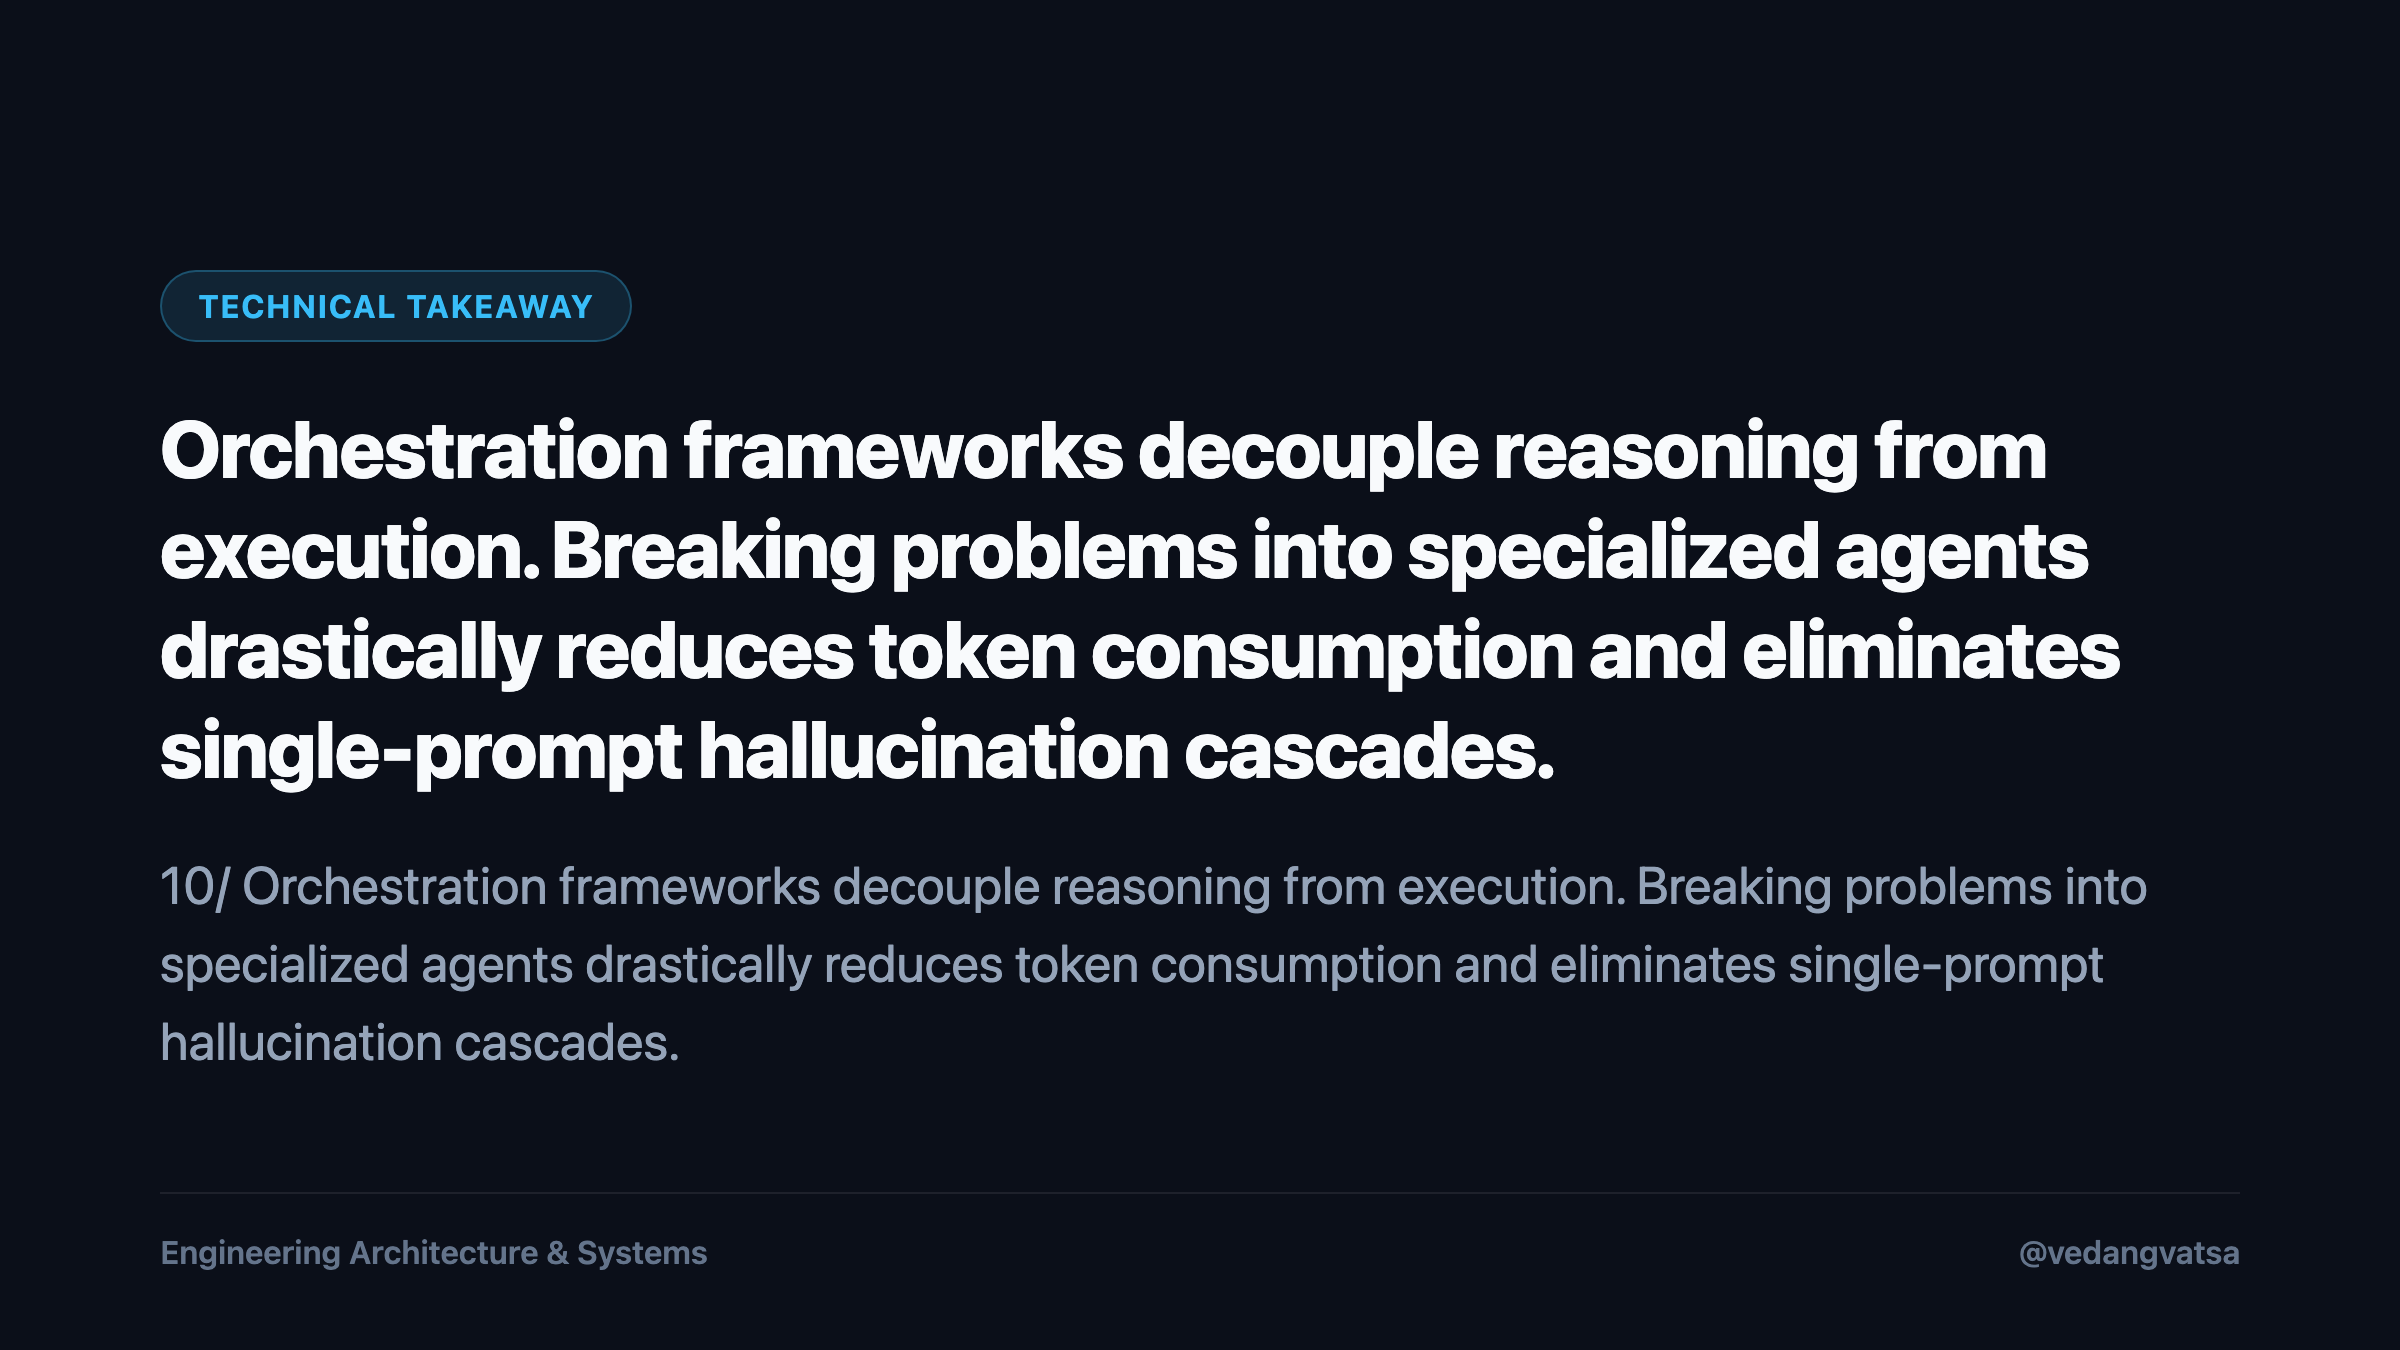 TECHNICAL TAKEAWAY
Orchestration frameworks decouple reasoning from
execution. Breaking problems into specialized agents
drastically reduces token consumption and eliminates
single-prompt hallucination cascades.
10/ Orchestration frameworks decouple reasoning from execution. Breaking problems into
specialized agents drastically reduces token consumption and eliminates single-prompt
hallucination cascades.
Engineering Architecture & Systems
@vedangvatsa